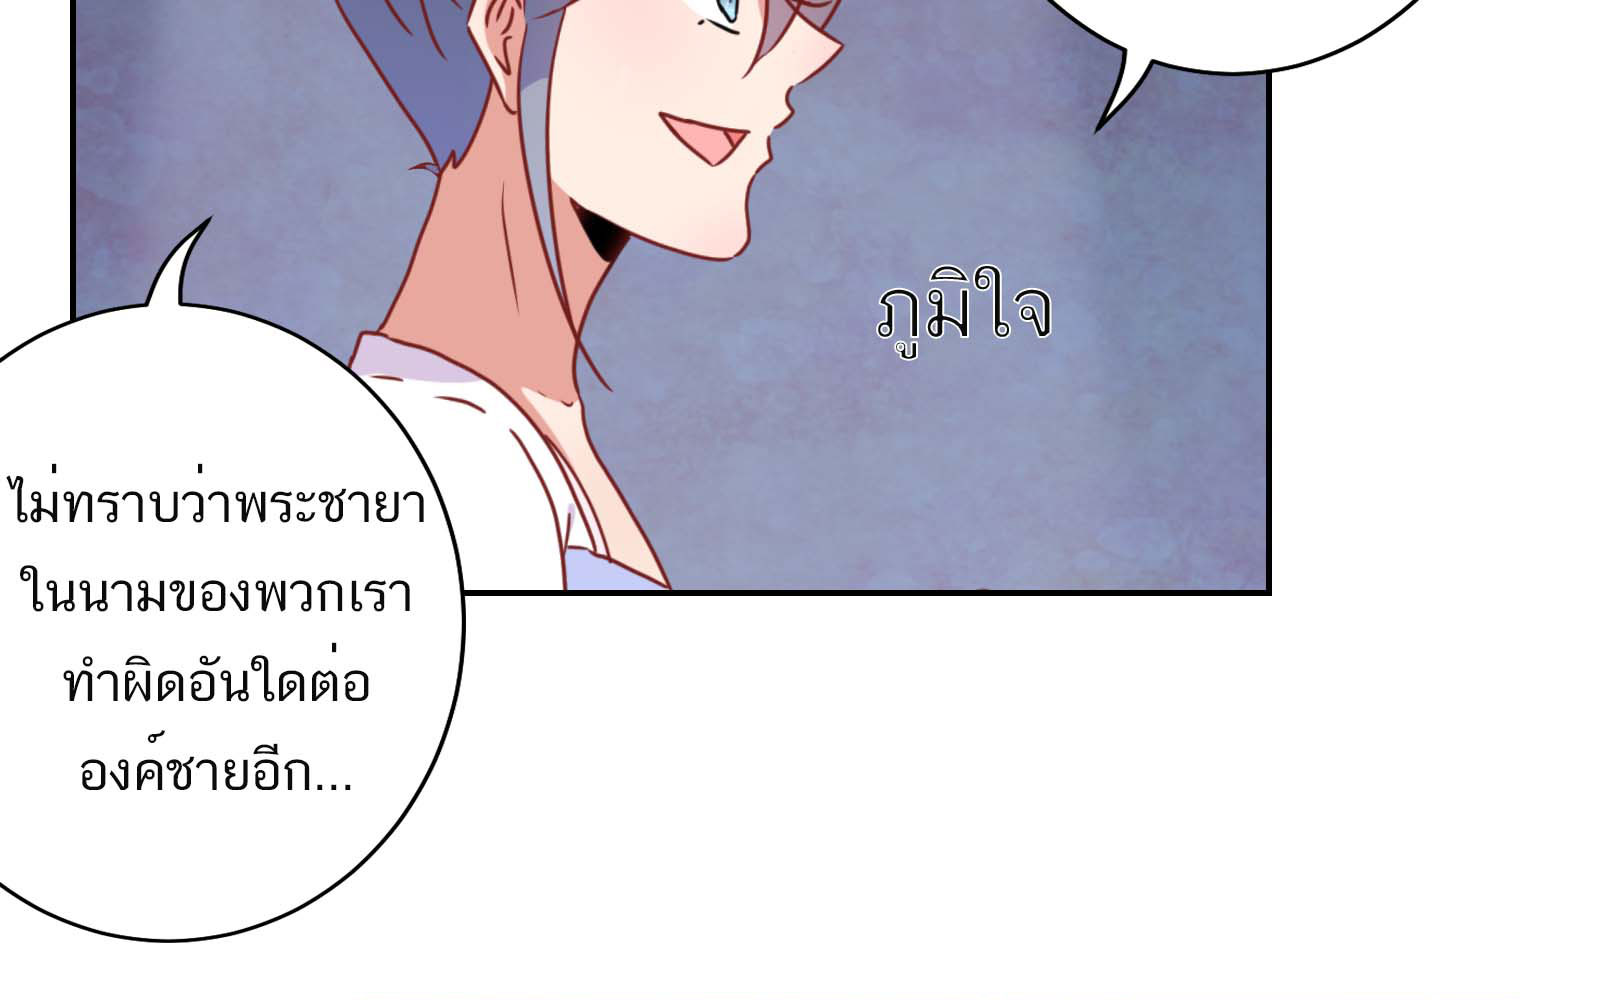 ภูมิใจ
ไม่ทราบว่าพระชายา
ในนามของพวกเรา
ทำผิดอันใดต่อ
องค์ชายอีก...